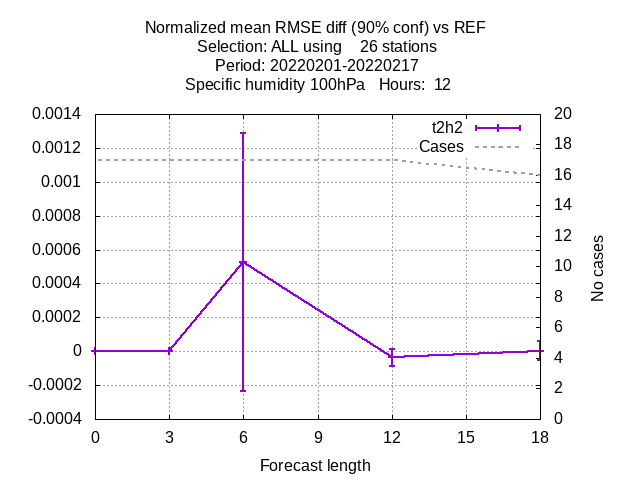 Normalized mean RMSE diff (90% conf) vs REF
Selection: ALL using    26 stations
Period: 20220201-20220217
Specific humidity 100hPa   Hours:  12
t2h2
Cases
0.0014
0.0012
0.001
0.0008
0.0006
0.0004
0.0002
0
-0.0002
-0.0004
20
18
16
14
12
10
8
6
4
2
0
No cases
0 3 6 9 12 15 18
Forecast length